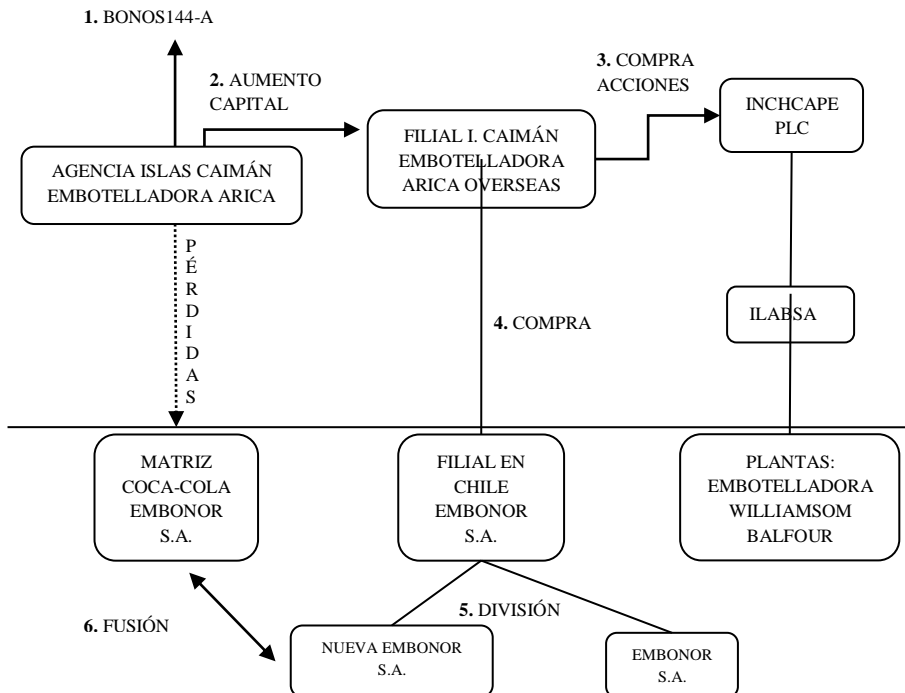 1. BONOS144-A
2. AUMENTO
CAPITAL
3. COMPRA
ACCIONES
AGENCIA ISLAS CAIMÁN
EMBOTELLADORA ARICA
FILIAL I. CAIMÁN
EMBOTELLADORA
ARICA OVERSEAS
INCHCAPE
PLC
P
É
R
D
I
D
A
S
4. COMPRA
ILABSA
MATRIZ
COCA-COLA
EMBONOR
S.A.
FILIAL EN
CHILE
EMBONOR
S.A.
PLANTAS:
EMBOTELLADORA
WILLIAMSOM
BALFOUR
6. FUSIÓN
5. DIVISIÓN
NUEVA EMBONOR
S.A.
EMBONOR
S.A.